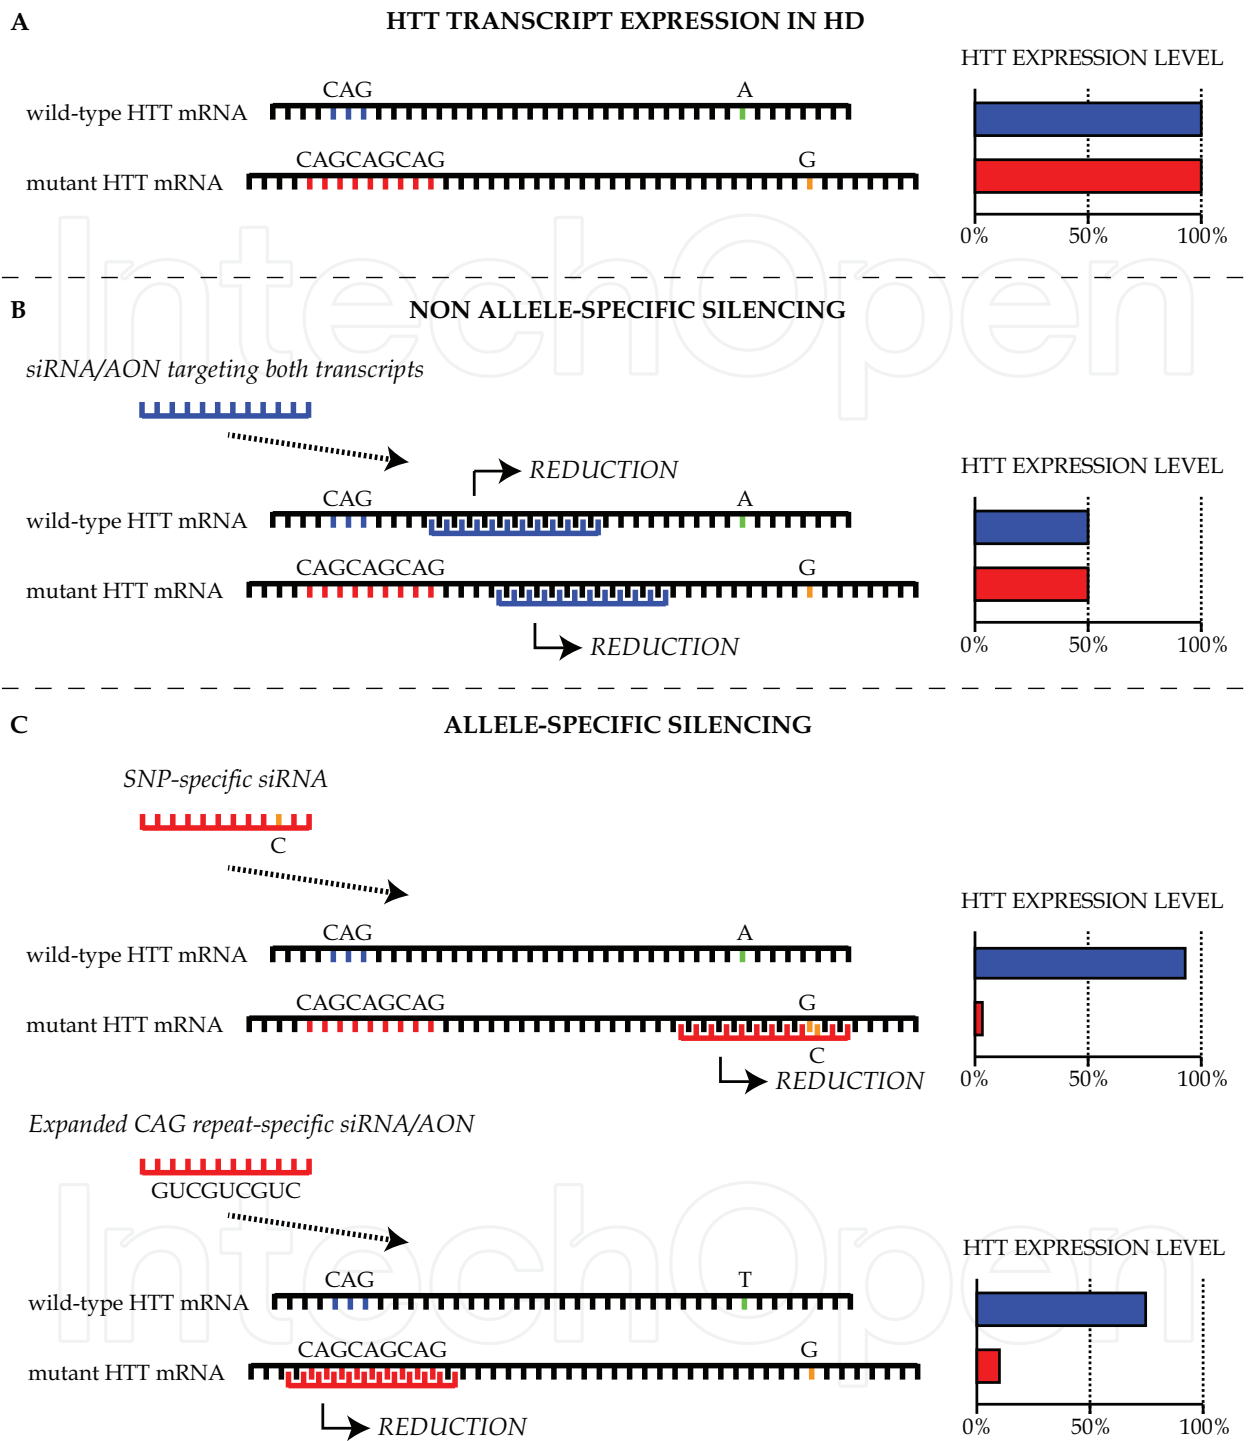 A
HTT TRANSCRIPT EXPRESSION IN HD
HTT EXPRESSION LEVEL
CAG
A
wild-type HTT mRNA
CAGCAGCAG
G
mutant HTT mRNA
0% 50% 100%
B
NON ALLELE-SPECIFIC SILENCING
siRNA/AON targeting both transcripts
REDUCTION
HTT EXPRESSION LEVEL
CAG
A
wild-type HTT mRNA
CAGCAGCAG
G
mutant HTT mRNA
REDUCTION
0% 50% 100%
C
ALLELE-SPECIFIC SILENCING
SNP-specific siRNA
C
HTT EXPRESSION LEVEL
CAG
A
wild-type HTT mRNA
CAGCAGCAG
G
mutant HTT mRNA
C
REDUCTION
0% 50% 100%
Expanded CAG repeat-specific siRNA/AON
GUCGUCGUC
HTT EXPRESSION LEVEL
CAG
T
wild-type HTT mRNA
CAGCAGCAG
G
mutant HTT mRNA
REDUCTION
0% 50% 100%
IntechOpen
IntechOpen